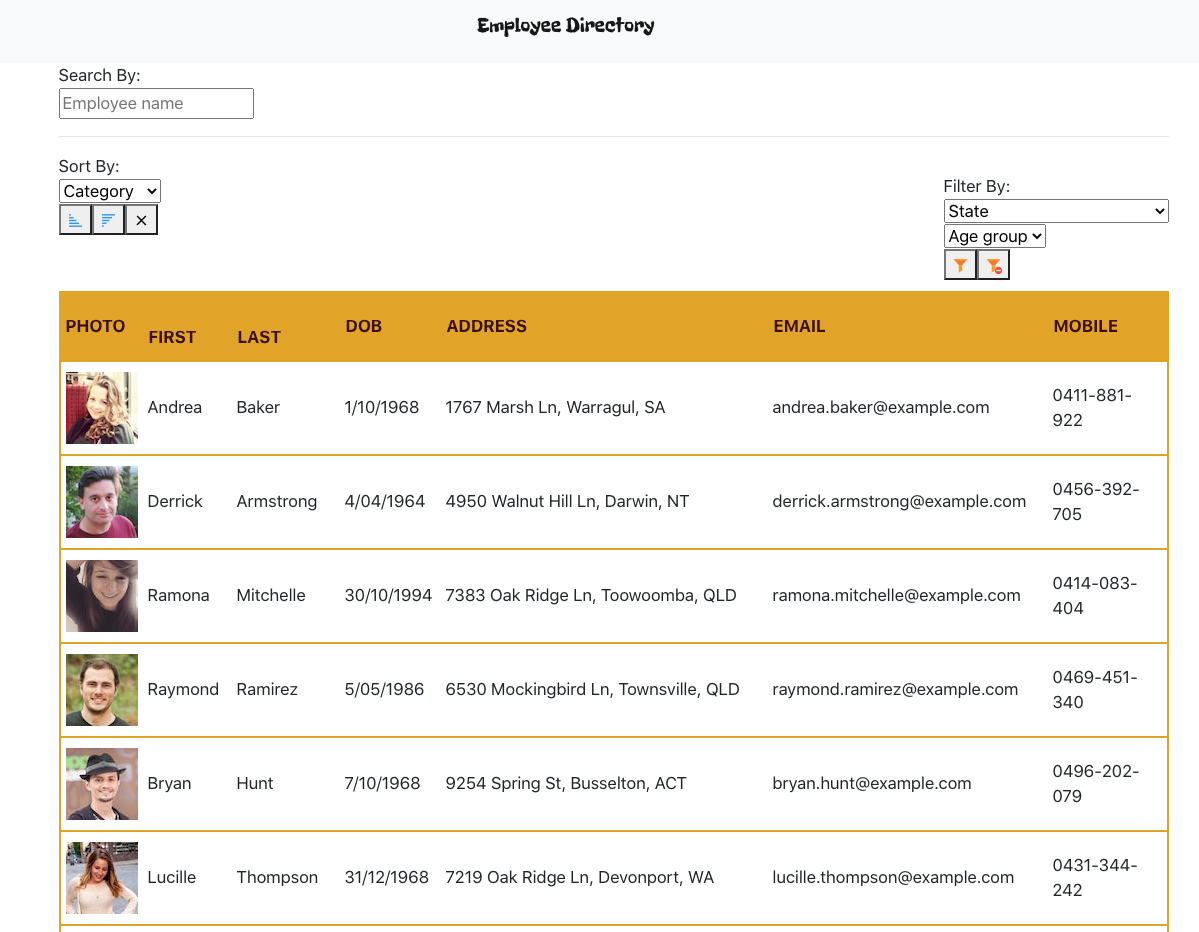 Employee Directory
Search By:
Employee name
Sort By:
Category
Filter By:
State
Age group
PHOTO FIRST LAST DOB ADDRESS EMAIL MOBILE
Andrea Baker 1/10/1968 1767 Marsh Ln, Warragul, SA andrea.baker@example.com 0411-881-
922
Derrick Armstrong 4/04/1964 4950 Walnut Hill Ln, Darwin, NT derrick.armstrong@example.com 0456-392-
705
Ramona Mitchelle 30/10/1994 7383 Oak Ridge Ln, Toowoomba, QLD ramona.mitchelle@example.com 0414-083-
404
Raymond Ramirez 5/05/1986 6530 Mockingbird Ln, Townsville, QLD raymond.ramirez@example.com 0469-451-
340
Bryan Hunt 7/10/1968 9254 Spring St, Busselton, ACT bryan.hunt@example.com 0496-202-
079
Lucille Thompson 31/12/1968 7219 Oak Ridge Ln, Devonport, WA lucille.thompson@example.com 0431-344-
242